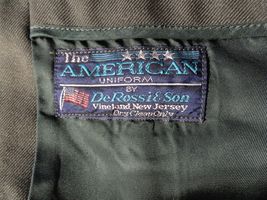 The
AMERICAN
UNIFORM
BY
DeRossi & Son
Vineland New Jersey
Dry Clean Only